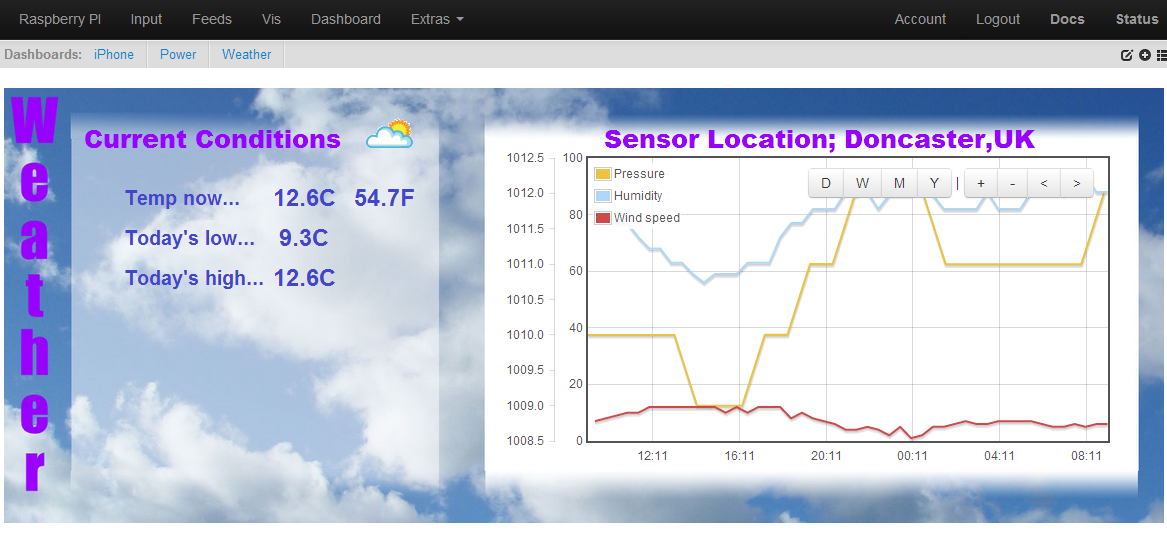 Raspberry PI Input Feeds Vis Dashboard Extras Account Logout Docs Status
Dashboards: iPhone Power Weather
Weather
Current Conditions
Temp now... 12.6C 54.7F
Today's low... 9.3C
Today's high... 12.6C
Sensor Location; Doncaster,UK
1012.5
1012.0
1011.5
1011.0
1010.5
1010.0
1009.5
1009.0
1008.5
100
80
60
40
20
0
Pressure
Humidity
Wind speed
D W M Y | + - < >
12:11 16:11 20:11 00:11 04:11 08:11